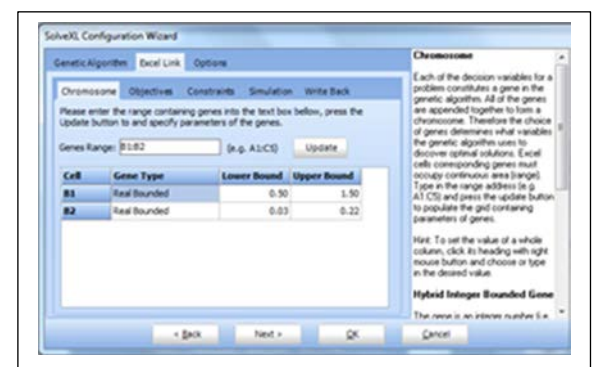 SolveXL Configuration Wizard
Genetic Algorithm Excel Link Options
Chromosome Objectives Constraints Simulation Write Back
Please enter the range containing genes into the text box below, press the
Update button to and specify parameters of the genes.
Genes Range: B1:B2 (e.g. A1:C5) Update
Cell Gene Type Lower Bound Upper Bound
B1 Real Bounded 0.50 1.50
B2 Real Bounded 0.03 0.22
Chromosome
Each of the decision variables for a
problem constitutes a gene in the
genetic algorithm. All of the genes
are appended together to form a
chromosome. Therefore the choice
of genes determines what variables
the genetic algorithm uses to
discover optimal solutions. Excel
cells corresponding genes must
occupy continuous area (range).
Type in the range address (e.g.
A1:C5) and press the update button
to populate the grid containing
parameters of genes.
Hint: To set the value of a whole
column, click its heading with right
mouse button and choose or type
in the desired value.
Hybrid Integer Bounded Gene
The gene is an integer number (i.e.
< Back Next > OK Cancel